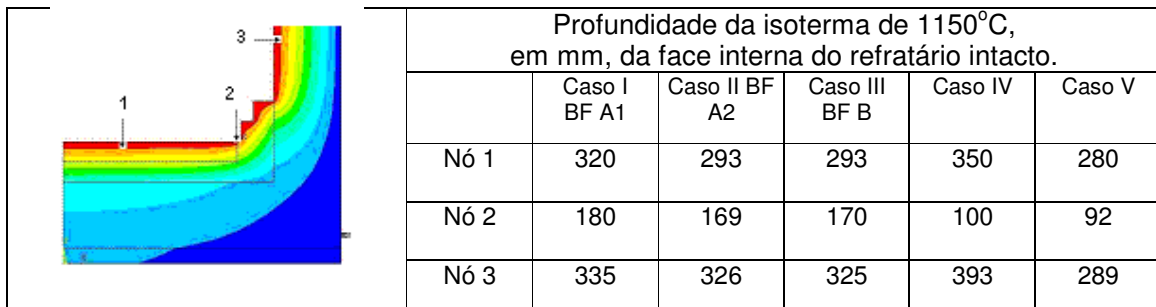 3
1
2
Profundidade da isoterma de 1150°C,
em mm, da face interna do refratário intacto.
Caso I BF A1 Caso II BF A2 Caso III BF B Caso IV Caso V
Nó 1 320 293 293 350 280
Nó 2 180 169 170 100 92
Nó 3 335 326 325 393 289